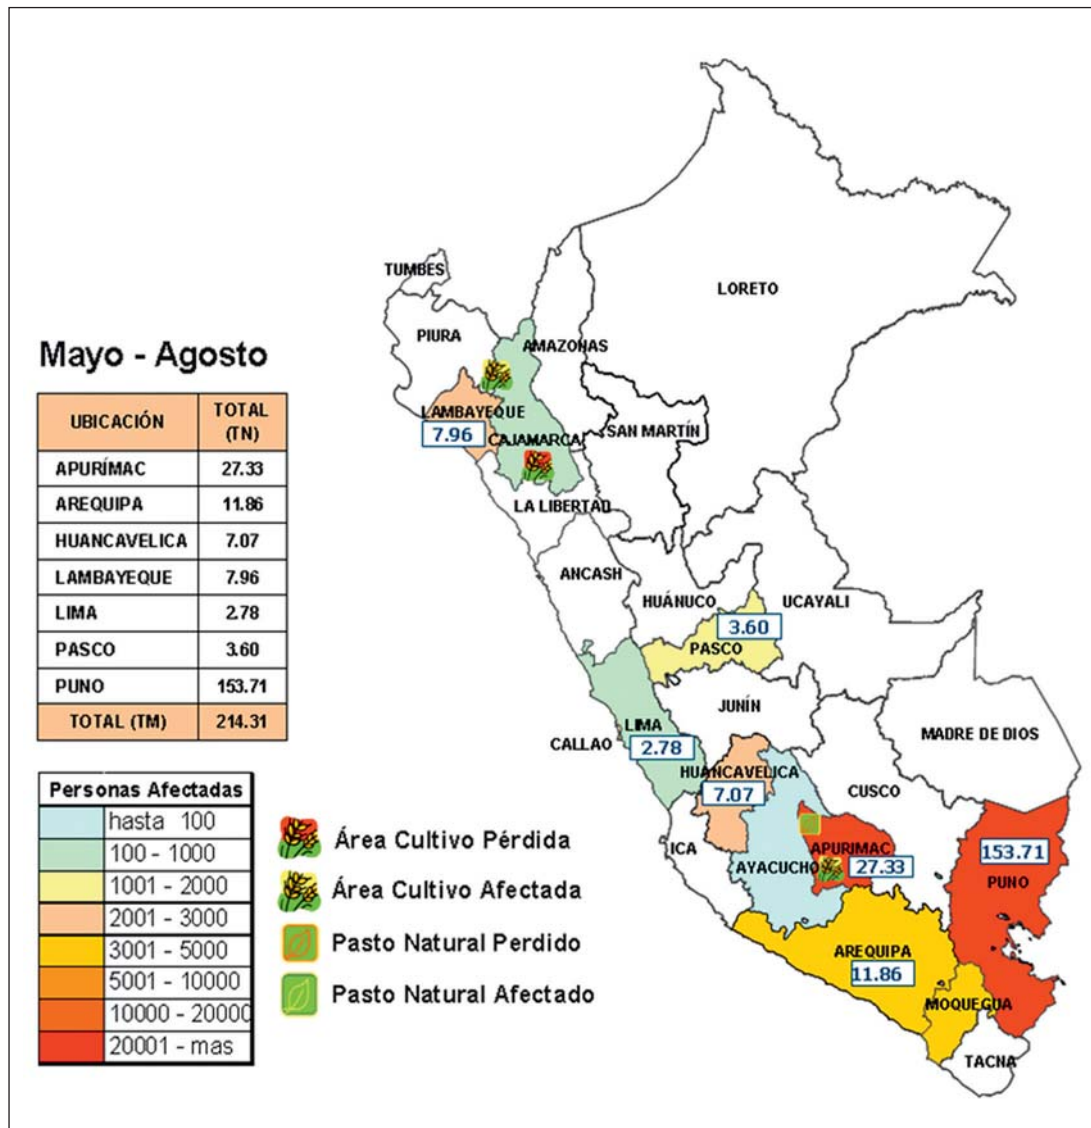 Mayo - Agosto
UBICACIÓN TOTAL (TN)
APURÍMAC 27.33
AREQUIPA 11.86
HUANCAVELICA 7.07
LAMBAYEQUE 7.96
LIMA 2.78
PASCO 3.60
PUNO 153.71
TOTAL (TM) 214.31
Personas Afectadas
hasta 100
100 - 1000
1001 - 2000
2001 - 3000
3001 - 5000
5001 - 10000
10000 - 20000
20001 - mas
Área Cultivo Pérdida
Área Cultivo Afectada
Pasto Natural Perdido
Pasto Natural Afectado
TUMBES
LORETO
PIURA
AMAZONAS
LAMBAYEQUE
7.96
SAN MARTÍN
CAJAMARCA
LA LIBERTAD
ANCASH
HUÁNUCO
UCAYALI
3.60
PASCO
JUNÍN
LIMA
MADRE DE DIOS
CALLAO
2.78
HUANCAVELICA
7.07
CUSCO
ICA
APURIMAC
153.71
AYACUCHO
27.33
PUNO
AREQUIPA
11.86
MOQUEGUA
TACNA